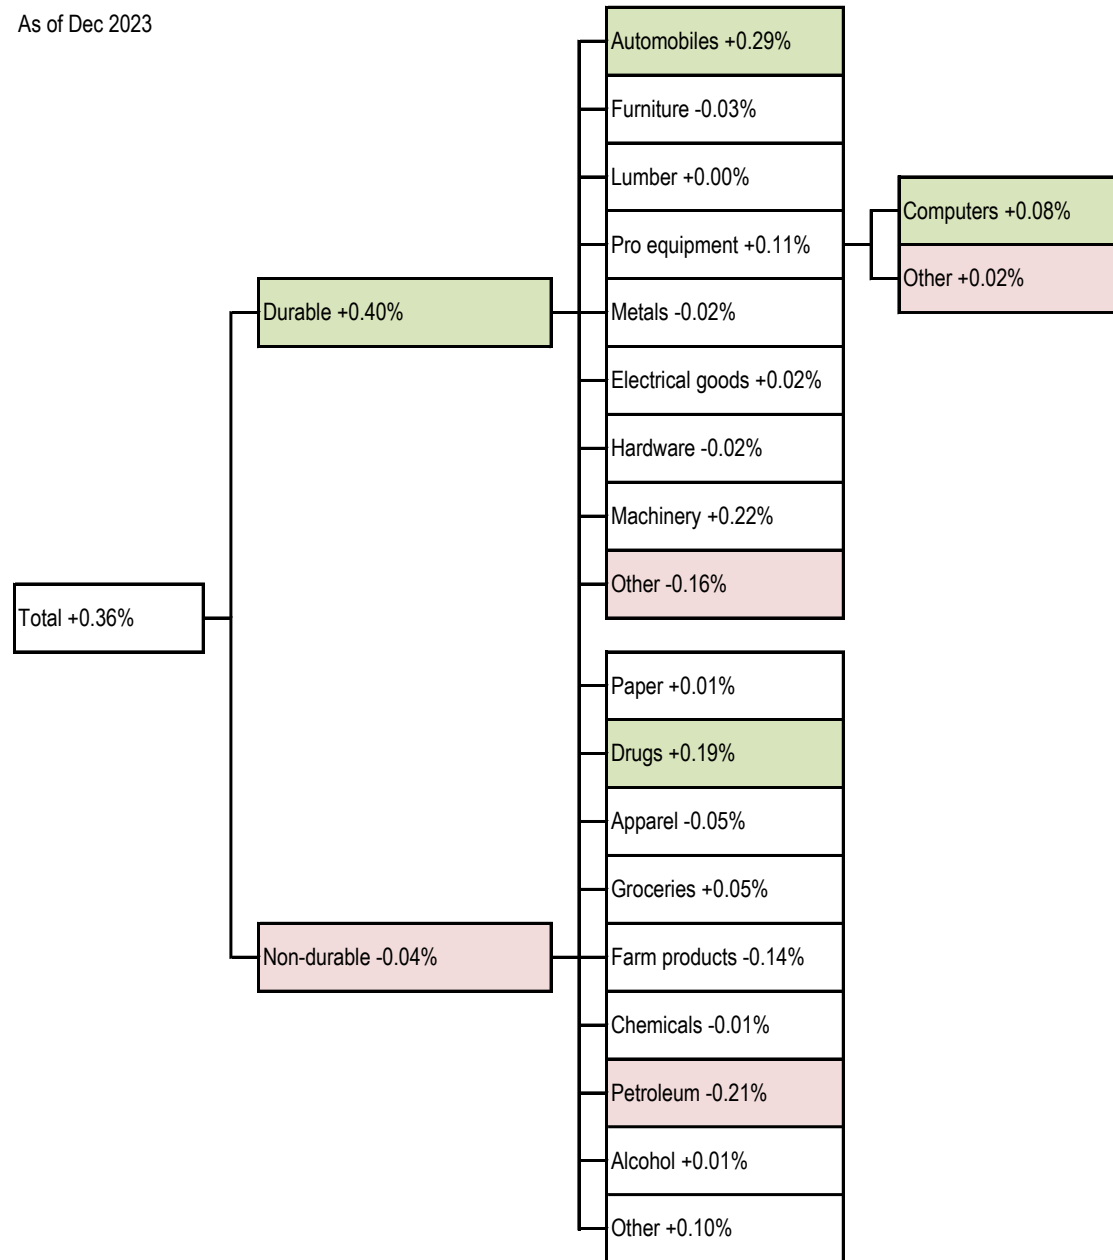 As of Dec 2023
Automobiles +0.29%
Furniture -0.03%
Lumber +0.00%
Pro equipment +0.11%
Computers +0.08%
Other +0.02%
Metals -0.02%
Durable +0.40%
Electrical goods +0.02%
Hardware -0.02%
Machinery +0.22%
Other -0.16%
Total +0.36%
Paper +0.01%
Drugs +0.19%
Apparel -0.05%
Groceries +0.05%
Non-durable -0.04%
Farm products -0.14%
Chemicals -0.01%
Petroleum -0.21%
Alcohol +0.01%
Other +0.10%